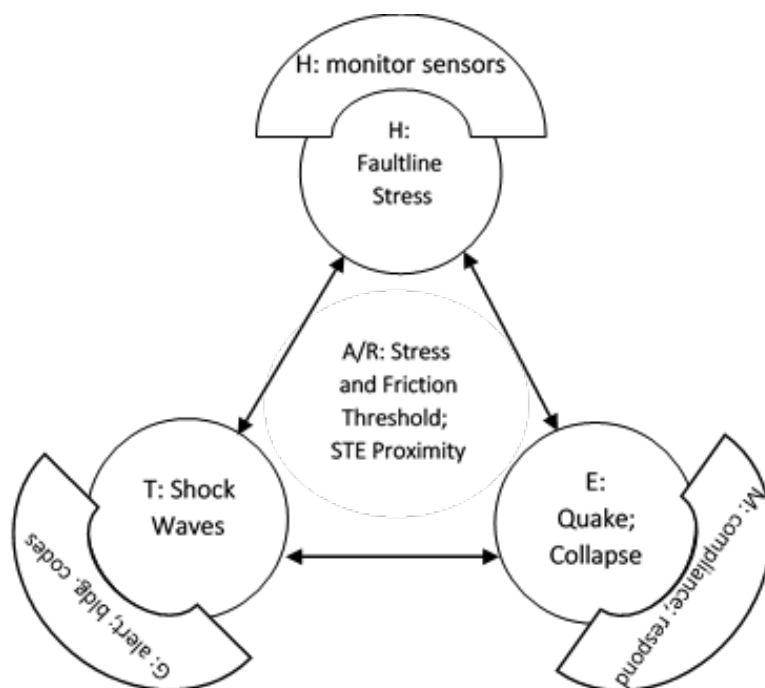 H: monitor sensors
H:
Faultline
Stress
A/R: Stress
and Friction
Threshold;
STE Proximity
T: Shock
Waves
E:
Quake;
Collapse
G: alert; bldg. codes
M: compliance; respond